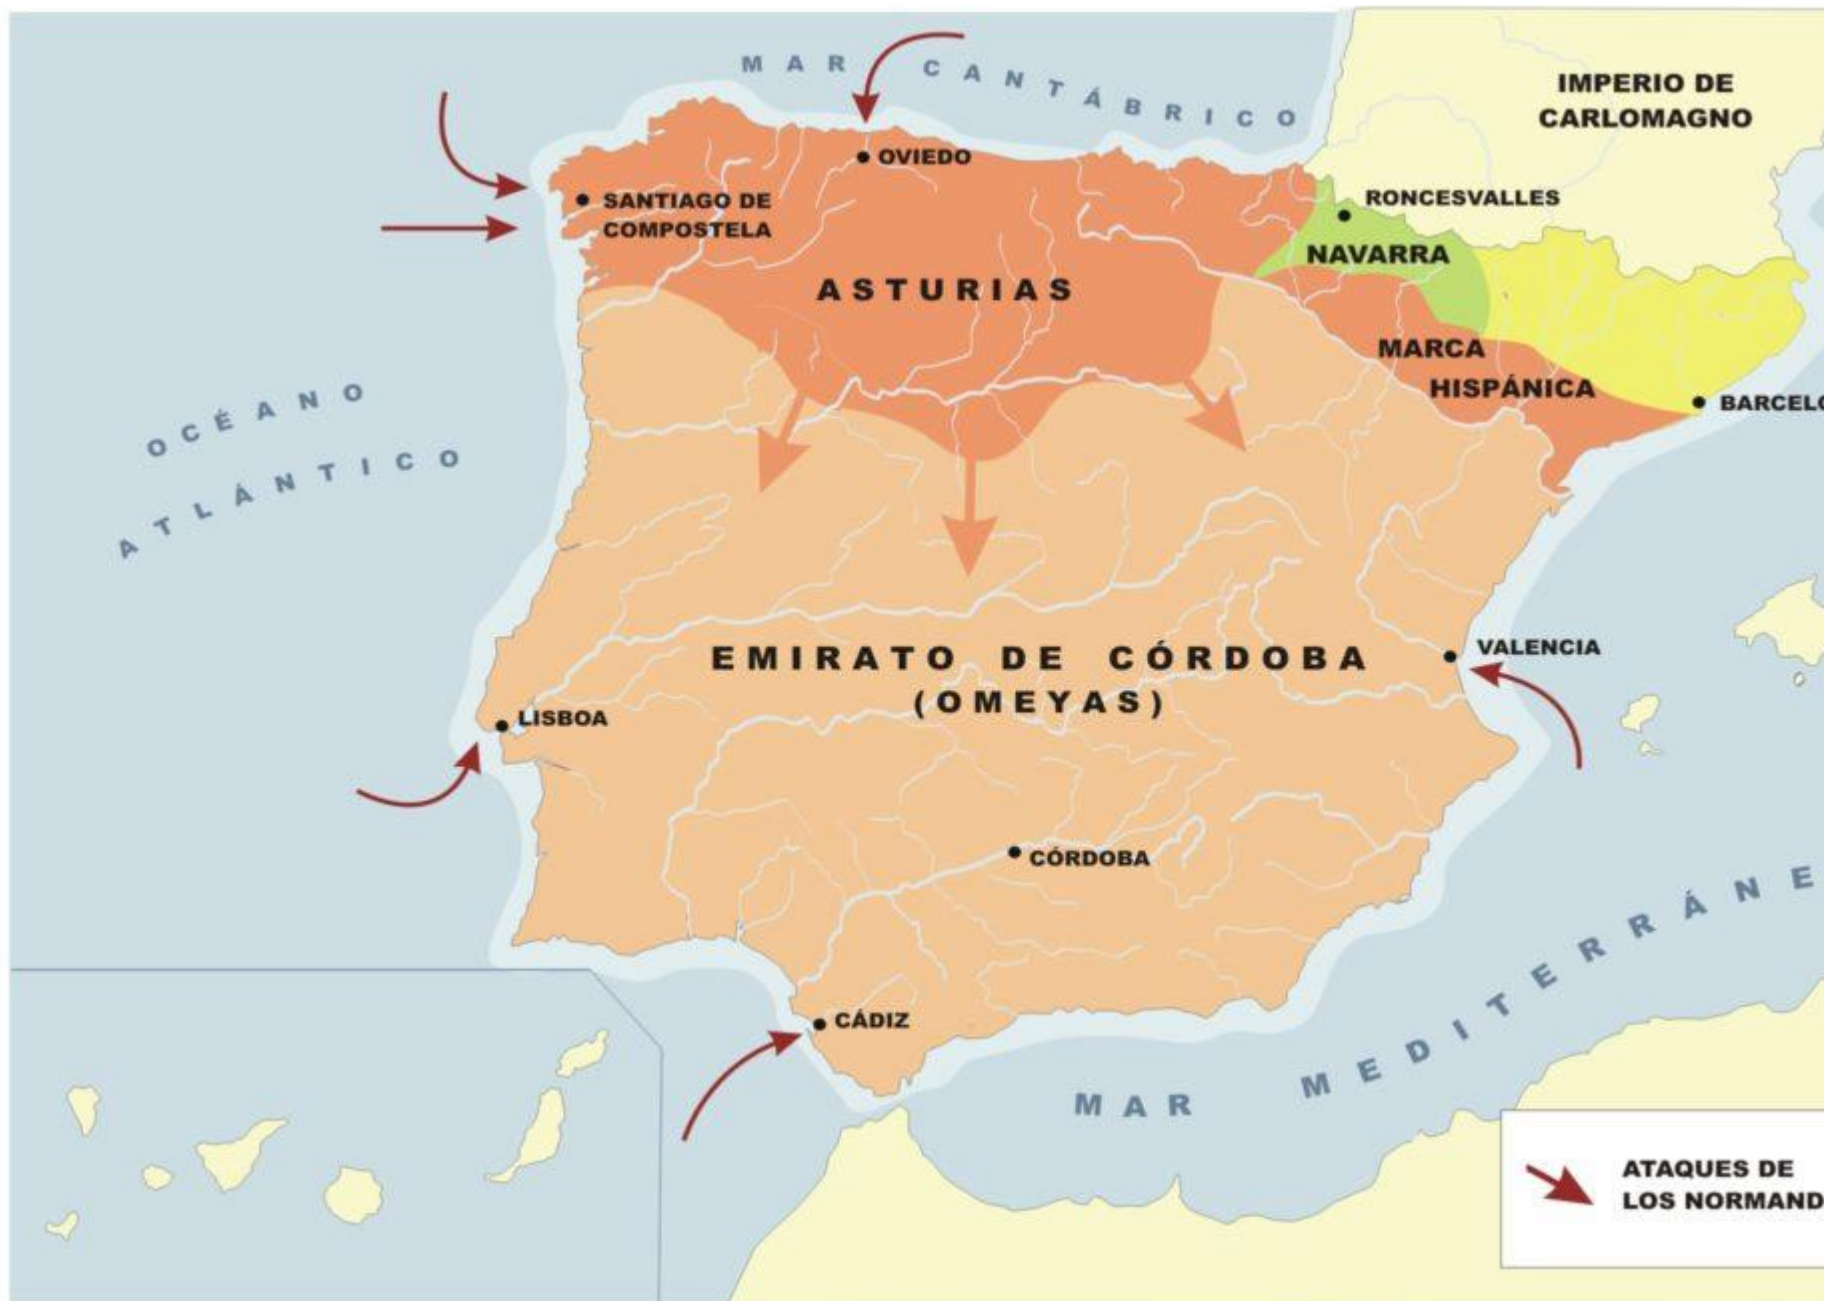 MAR CANTÁBRICO
IMPERIO DE
CARLOMAGNO
OVIEDO
SANTIAGO DE
COMPOSTELA
RONCESVALLES
NAVARRA
ASTURIAS
MARCA
HISPÁNICA
BARCELO
OCÉANO
ATLÁNTICO
EMIRATO DE CÓRDOBA
(OMEYAS)
VALENCIA
LISBOA
CÓRDOBA
CÁDIZ
MAR MEDITERRÁNE
ATAQUES DE
LOS NORMAND